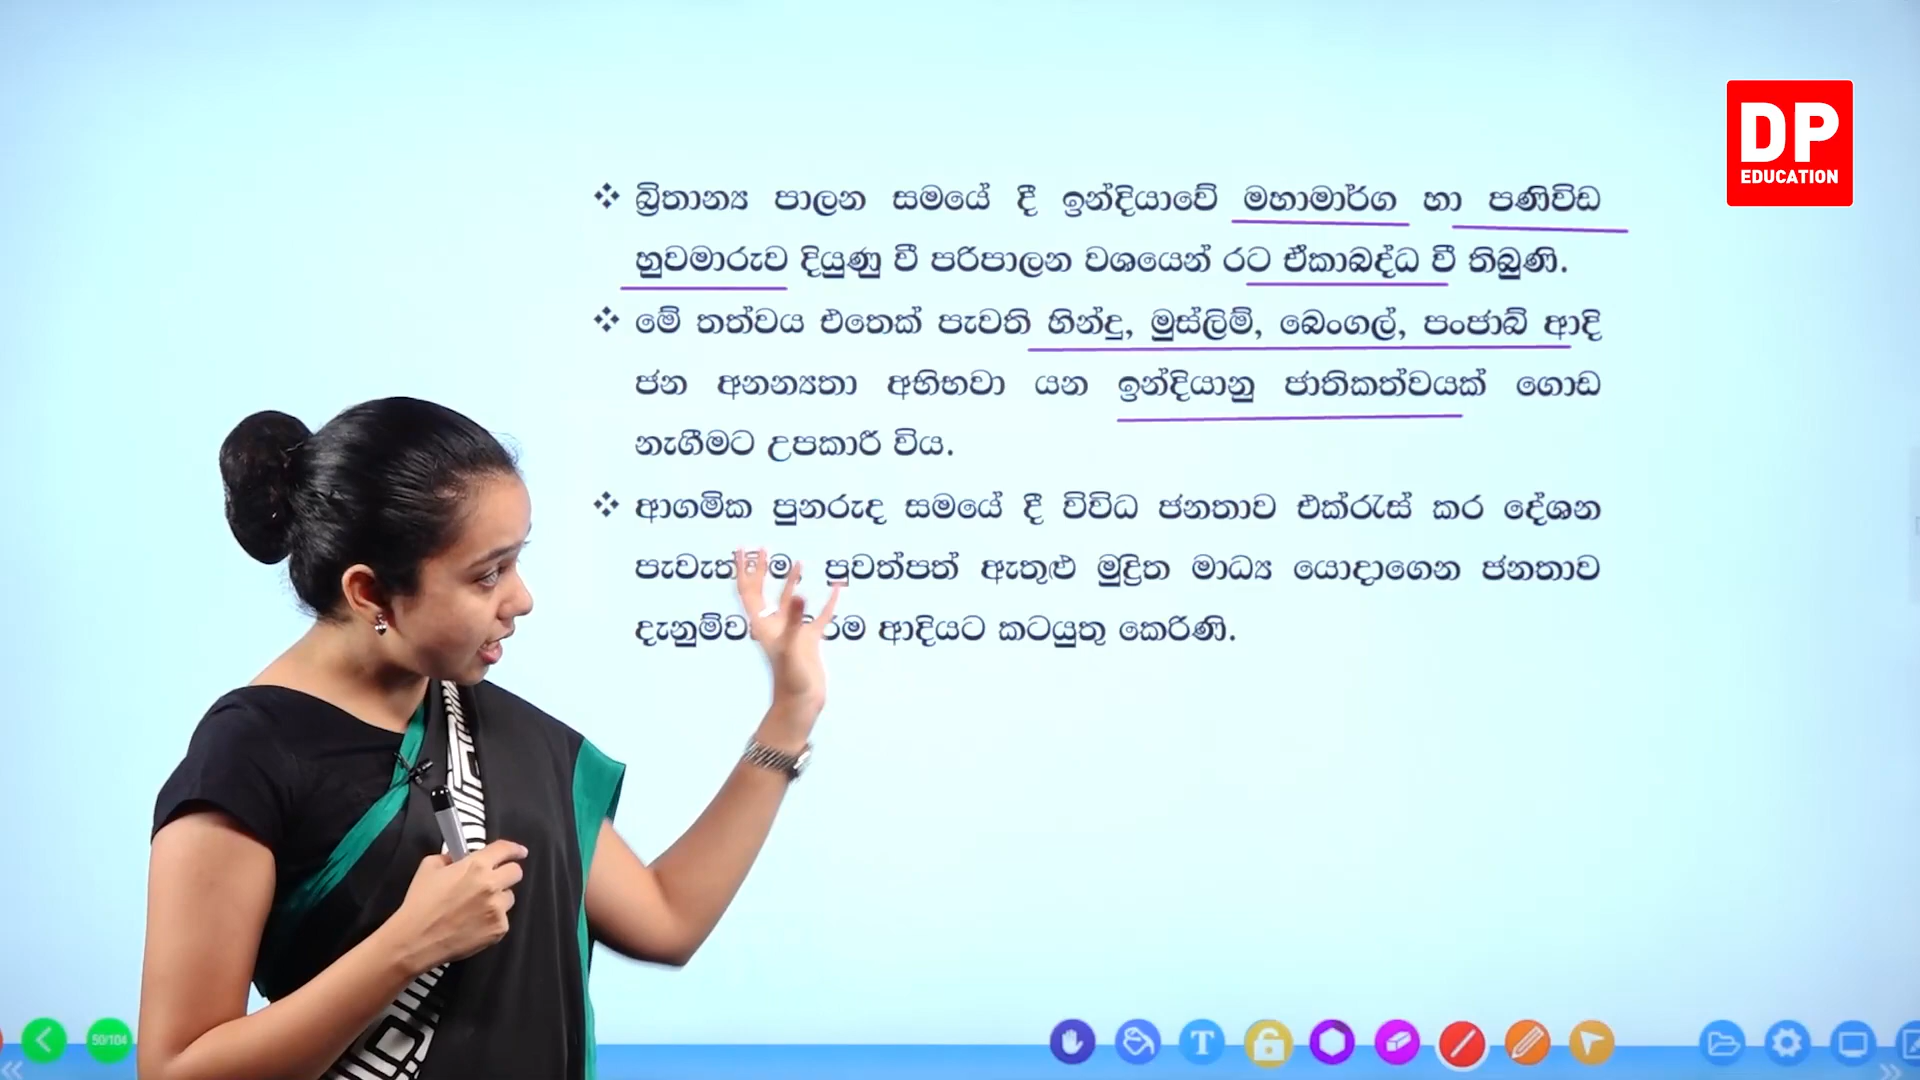 DP
EDUCATION
❖ බ්‍රිතාන්‍ය පාලන සමයේ දී ඉන්දියාවේ මහාමාර්ග හා පණිවිඩ
හුවමාරුව දියුණු වී පරිපාලන වශයෙන් රට ඒකාබද්ධ වී තිබුණි.
❖ මේ තත්වය එතෙක් පැවති හින්දු, මුස්ලිම්, බෙංගල්, පංජාබ් ආදි
ජන අනන්‍යතා අභිභවා යන ඉන්දියානු ජාතිකත්වයක් ගොඩ
නැගීමට උපකාරී විය.
❖ ආගමික පුනරුද සමයේ දී විවිධ ජනතාව එක්රැස් කර දේශන
පුවත්පත් ඇතුළු මුද්‍රිත මාධ්‍ය යොදාගෙන ජනතාව
ආදියට කටයුතු කෙරිණි.
50/104
T